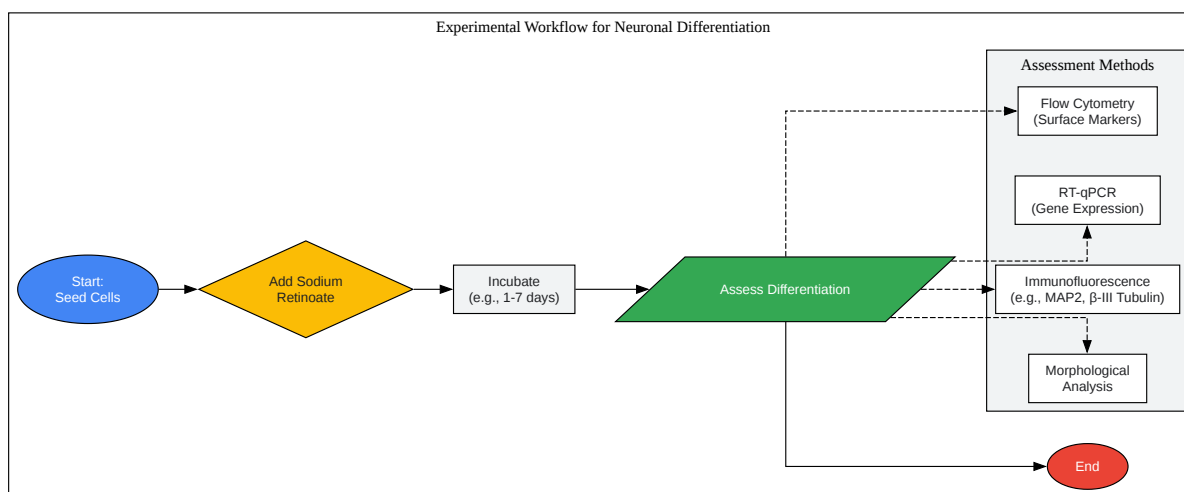 Experimental Workflow for Neuronal Differentiation
Assessment Methods
Flow Cytometry
(Surface Markers)
RT-qPCR
(Gene Expression)
Start:
Seed Cells
Add Sodium
Retinoate
Incubate
(e.g., 1-7 days)
Assess Differentiation
Immunofluorescence
(e.g., MAP2, β-III Tubulin)
Morphological
Analysis
End